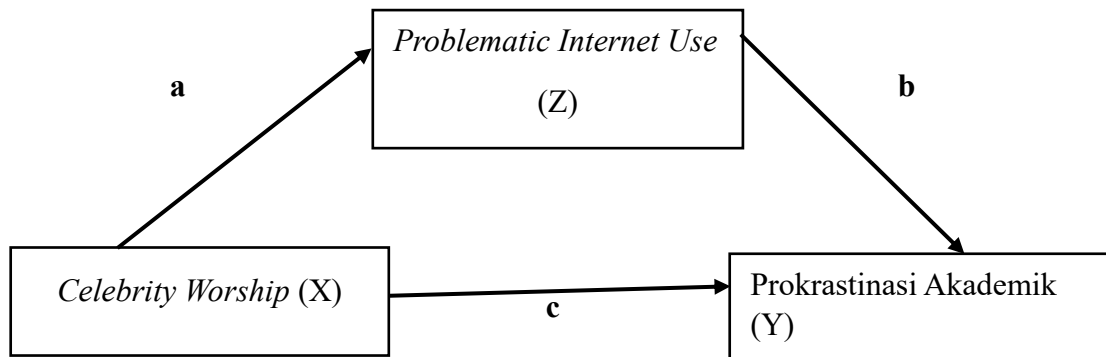 Problematic Internet Use
(Z)
a
b
Celebrity Worship (X)
c
Prokrastinasi Akademik
(Y)